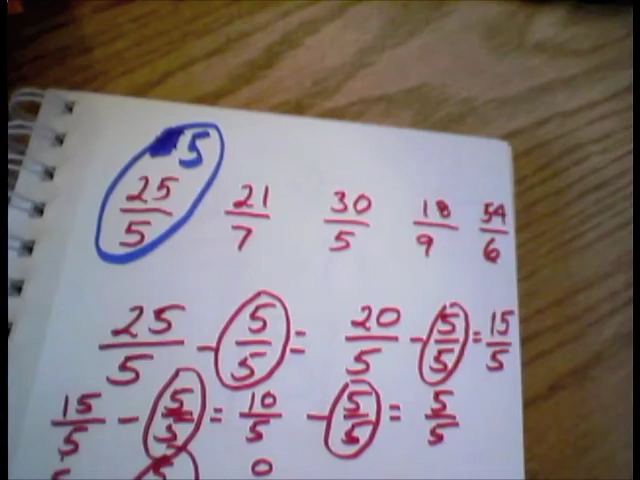 5
25/5 21/7 30/5 18/9 54/6
25/5 - 5/5 = 20/5 - 5/5 = 15/5
15/5 - 5/5 = 10/5 - 5/5 = 5/5
5 0